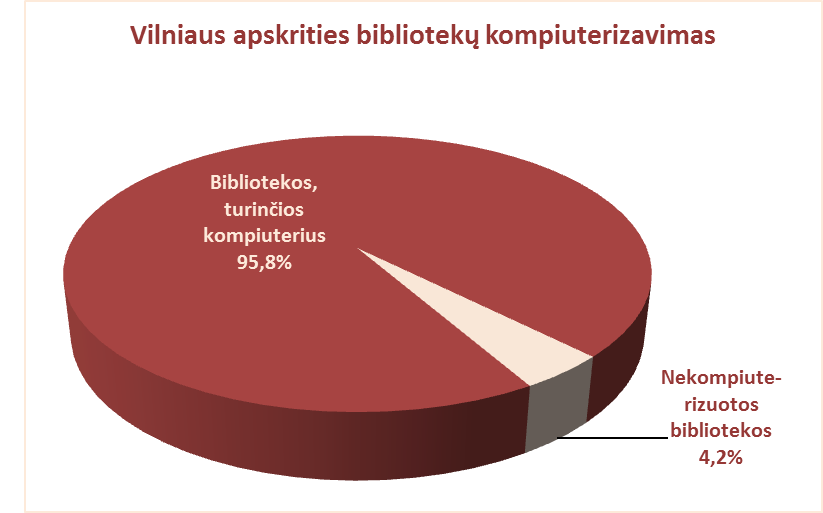 Vilniaus apskrities bibliotekų kompiuterizavimas
Bibliotekos,
turinčios
kompiuterius
95,8%
Nekompiute-
rizuotos
bibliotekos
4,2%